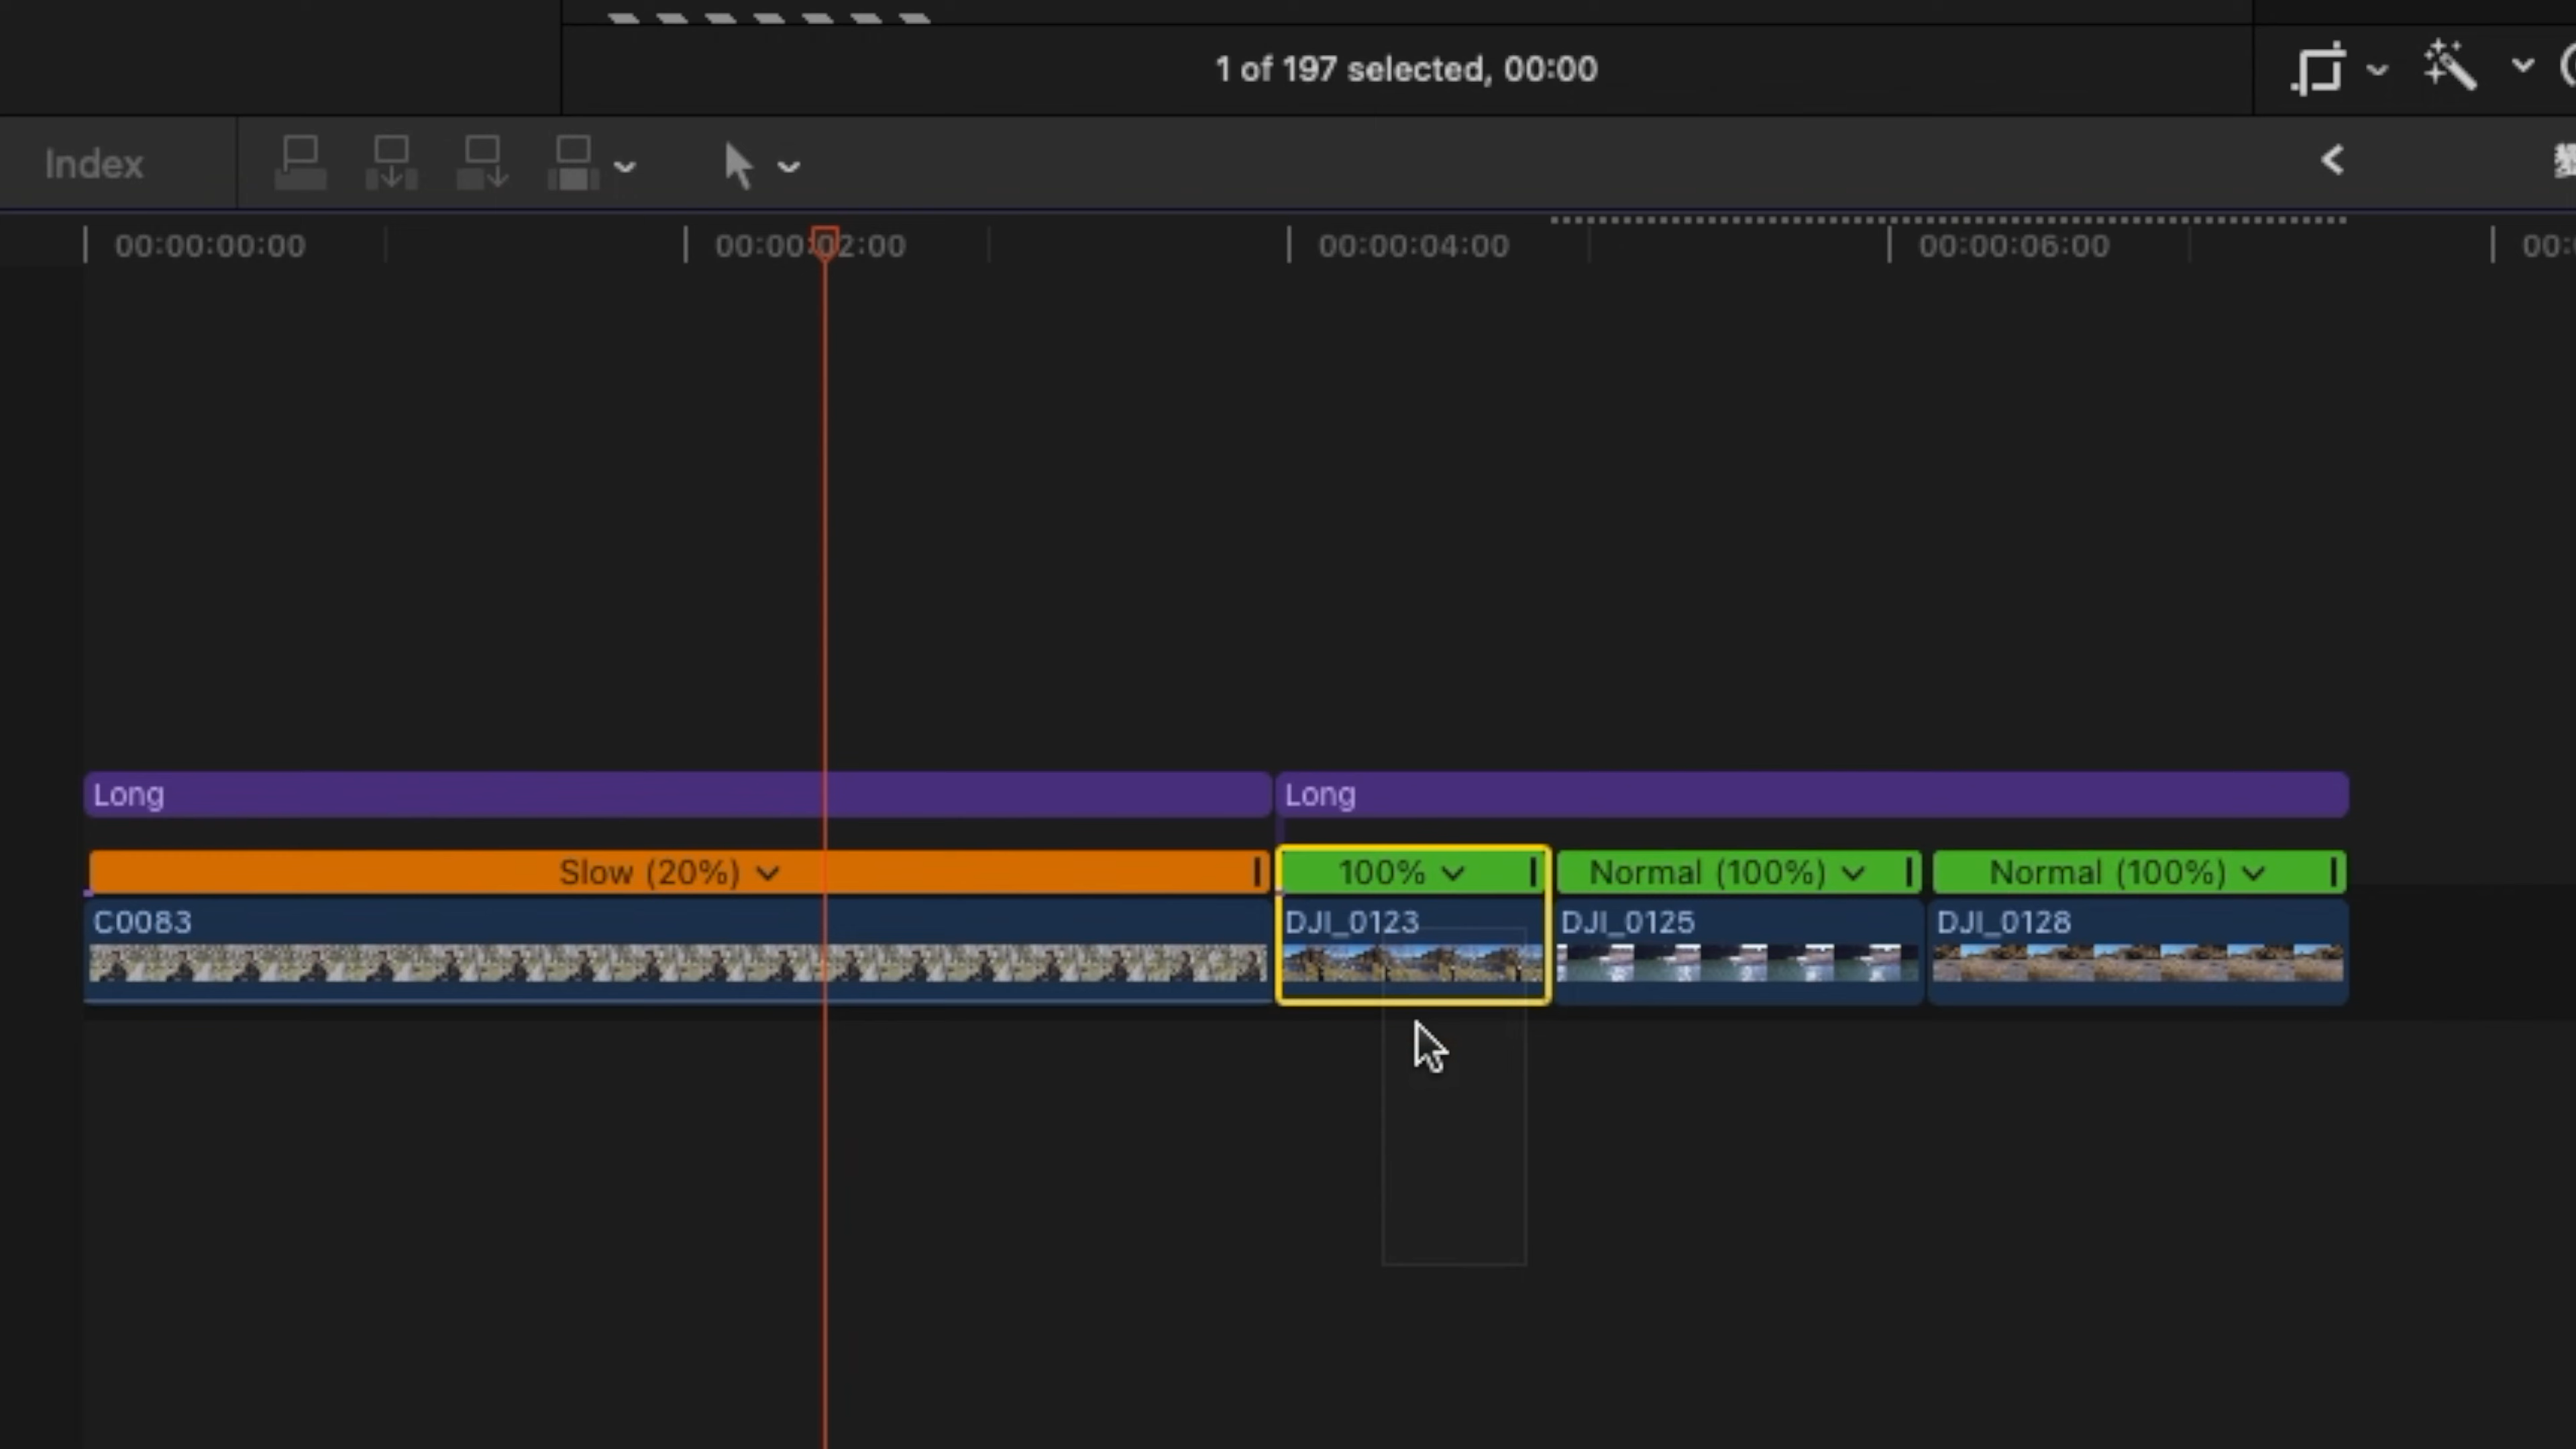 1 of 197 selected, 00:00
Index
00:00:00:00 00:00:02:00 00:00:04:00 00:00:06:00
Long Long
Slow (20%) 100% Normal (100%) Normal (100%)
C0083 DJI_0123 DJI_0125 DJI_0128